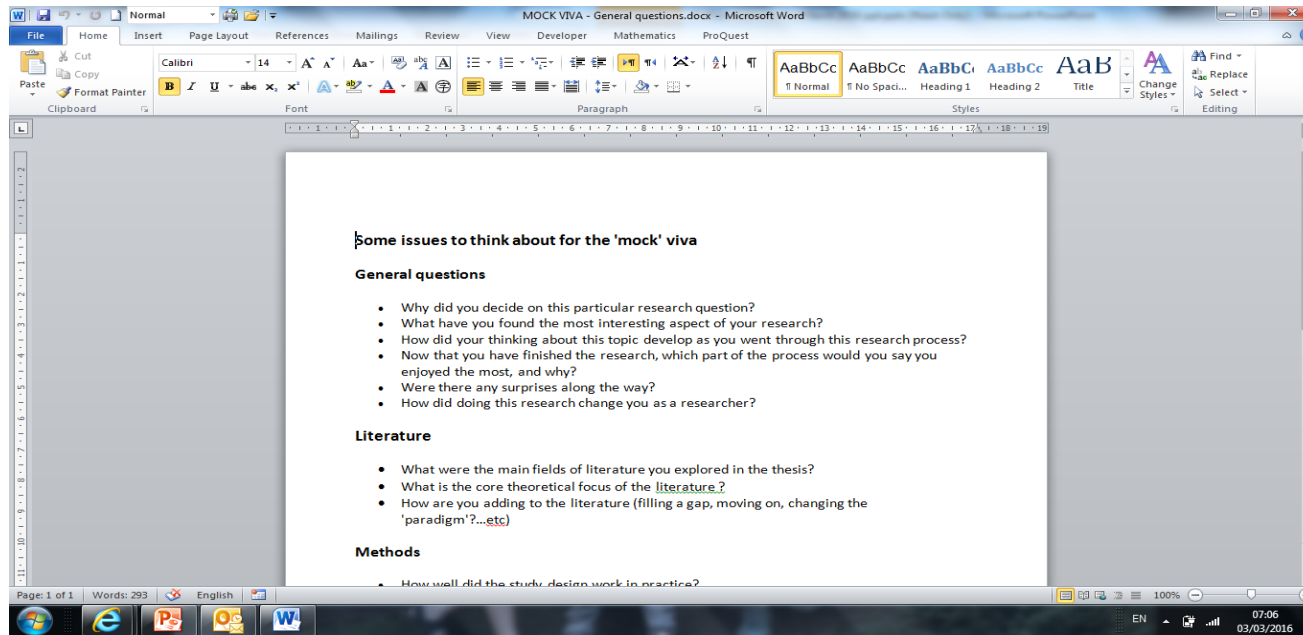 MOCK VIVA - General questions.docx - Microsoft Word
File Home Insert Page Layout References Mailings Review View Developer Mathematics ProQuest
Paste
Cut
Copy
Format Painter
Clipboard
Calibri 14
Font
Paragraph
AaBbCc AaBbCc AaBbC AaBbCc AaB
¶ Normal ¶ No Spaci... Heading 1 Heading 2 Title
Change Styles
Styles
Find
Replace
Select
Editing
Some issues to think about for the 'mock' viva
General questions
• Why did you decide on this particular research question?
• What have you found the most interesting aspect of your research?
• How did your thinking about this topic develop as you went through this research process?
• Now that you have finished the research, which part of the process would you say you
enjoyed the most, and why?
• Were there any surprises along the way?
• How did doing this research change you as a researcher?
Literature
• What were the main fields of literature you explored in the thesis?
• What is the core theoretical focus of the literature ?
• How are you adding to the literature (filling a gap, moving on, changing the
'paradigm'?...etc)
Methods
• How well did the study design work in practice?
Page: 1 of 1 Words: 293 English 100%
EN 07:06
03/03/2016